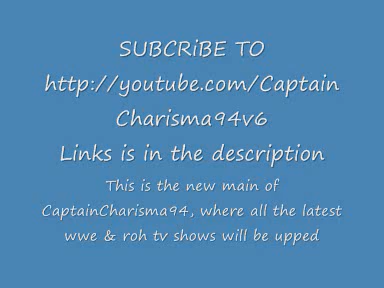 SUBCRiBE TO
http://youtube.com/Captain
Charisma94v6
Links is in the description
This is the new main of
CaptainCharisma94, where all the latest
wwe & roh tv shows will be upped